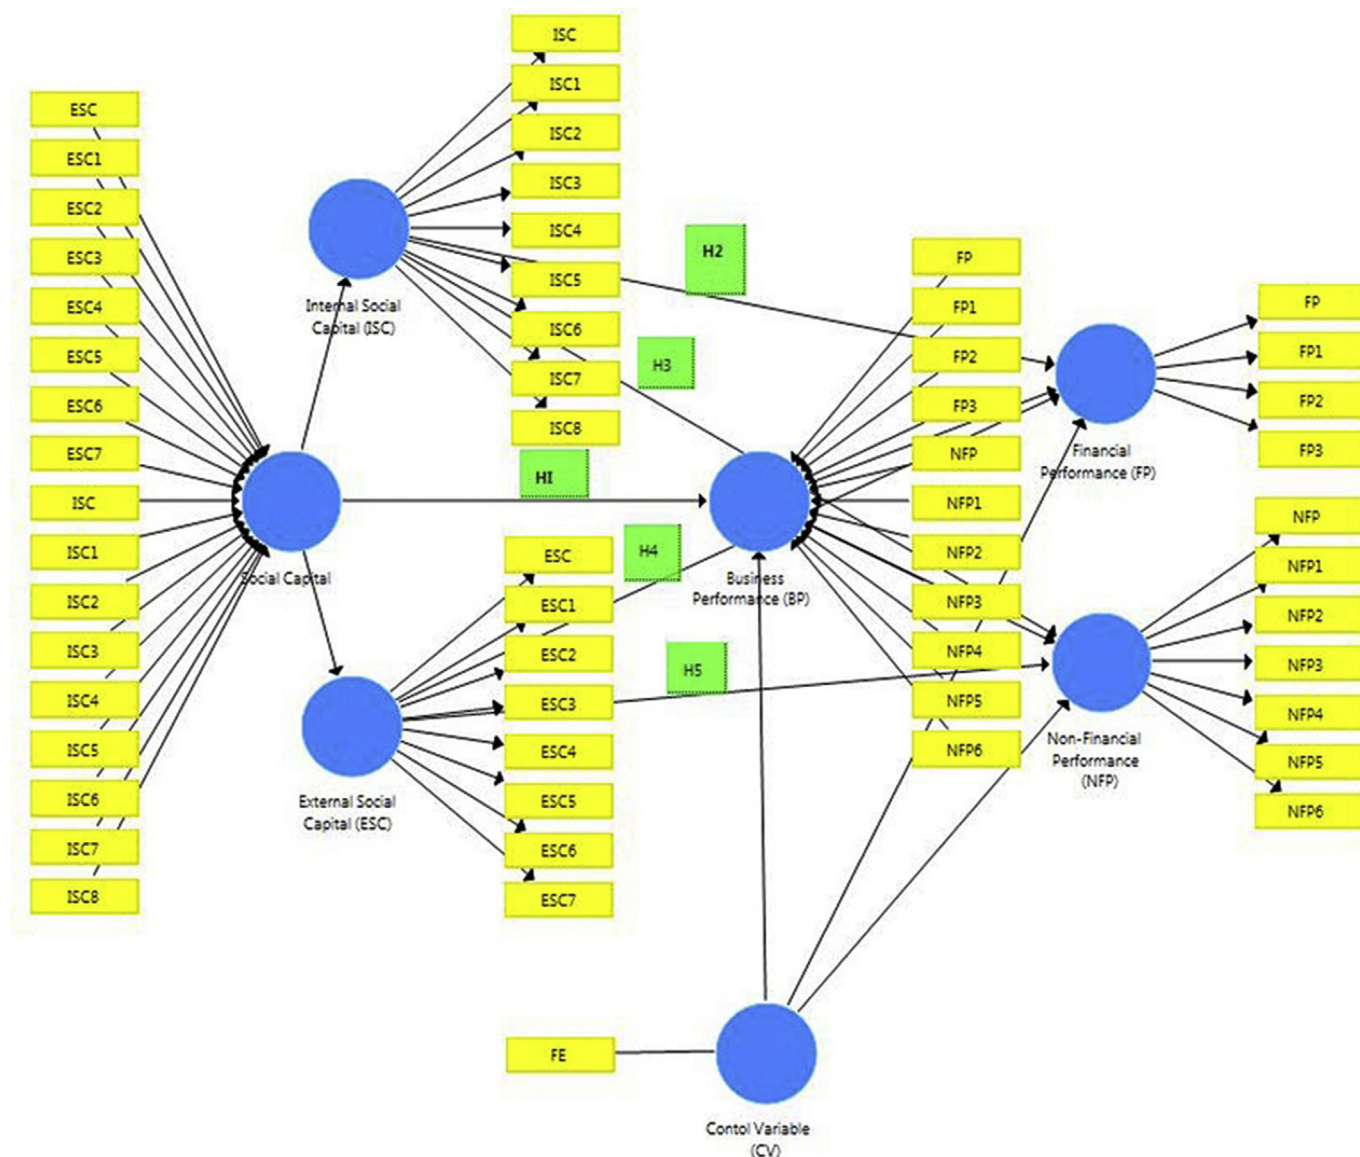 ESC
ESC1
ESC2
ESC3
ESC4
ESC5
ESC6
ESC7
ISC
ISC1
ISC2
ISC3
ISC4
ISC5
ISC6
ISC7
ISC8
Social Capital
Internal Social
Capital (ISC)
ISC
ISC1
ISC2
ISC3
ISC4
ISC5
ISC6
ISC7
ISC8
External Social
Capital (ESC)
ESC
ESC1
ESC2
ESC3
ESC4
ESC5
ESC6
ESC7
HI
H2
H3
H4
H5
Business
Performance (BP)
FP
FP1
FP2
FP3
NFP
NFP1
NFP2
NFP3
NFP4
NFP5
NFP6
Financial
Performance (FP)
FP
FP1
FP2
FP3
Non-Financial
Performance
(NFP)
NFP
NFP1
NFP2
NFP3
NFP4
NFP5
NFP6
FE
Contol Variable
(CV)